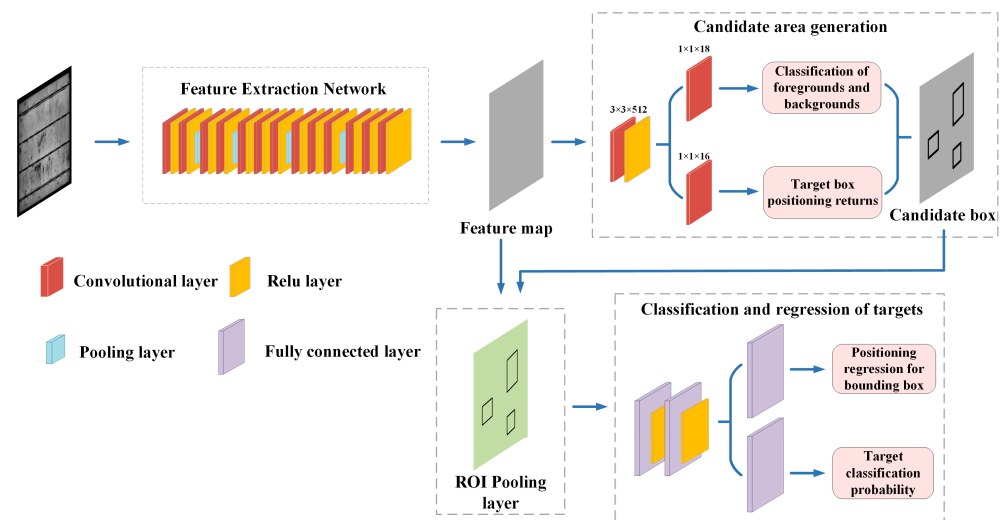 Candidate area generation
1×1×18
Classification of
foregrounds and
backgrounds
Feature Extraction Network
3×3×512
1×1×16
Target box
positioning returns
Candidate box
Feature map
Convolutional layer
Relu layer
Pooling layer
Fully connected layer
Classification and regression of targets
Positioning
regression for
bounding box
Target
classification
probability
ROI Pooling
layer